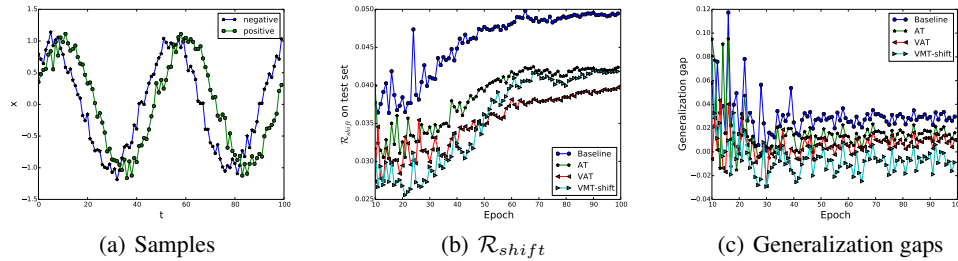 1.5
1.0
0.5
0.0
−0.5
−1.0
−1.5
0
20
40
60
80
100
x
t
negative
positive
(a) Samples
0.050
0.045
0.040
0.035
0.030
0.025
10
20
30
40
50
60
70
80
90
100
R_shift on test set
Epoch
Baseline
AT
VAT
VMT-shift
(b) R_shift
0.12
0.10
0.08
0.06
0.04
0.02
0.00
−0.02
−0.04
10
20
30
40
50
60
70
80
90
100
Generalization gap
Epoch
Baseline
AT
VAT
VMT-shift
(c) Generalization gaps